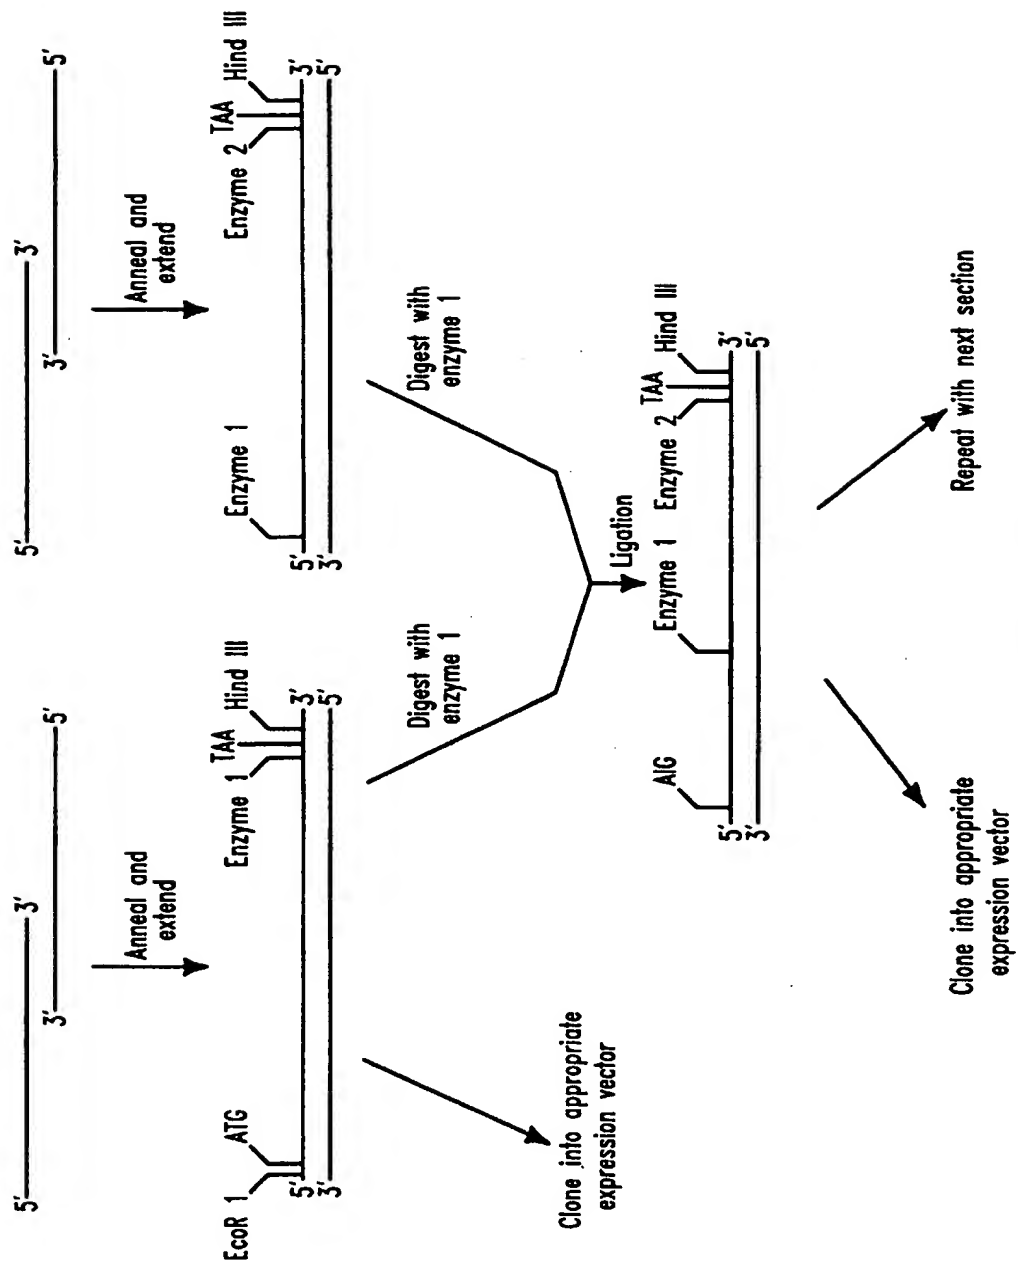 5' 3' 5' 3'
3' 5' 3' 5'
Anneal and
extend
Anneal and
extend
EcoR 1 ATG Enzyme 1 TAA Hind III
Enzyme 1 Enzyme 2 TAA Hind III
5' 3' 5' 3'
3' 5' 3' 5'
Digest with
enzyme 1
Digest with
enzyme 1
Clone into appropriate
expression vector
Ligation
AIG Enzyme 1 Enzyme 2 TAA Hind III
5' 3'
3' 5'
Clone into appropriate
expression vector
Repeat with next section